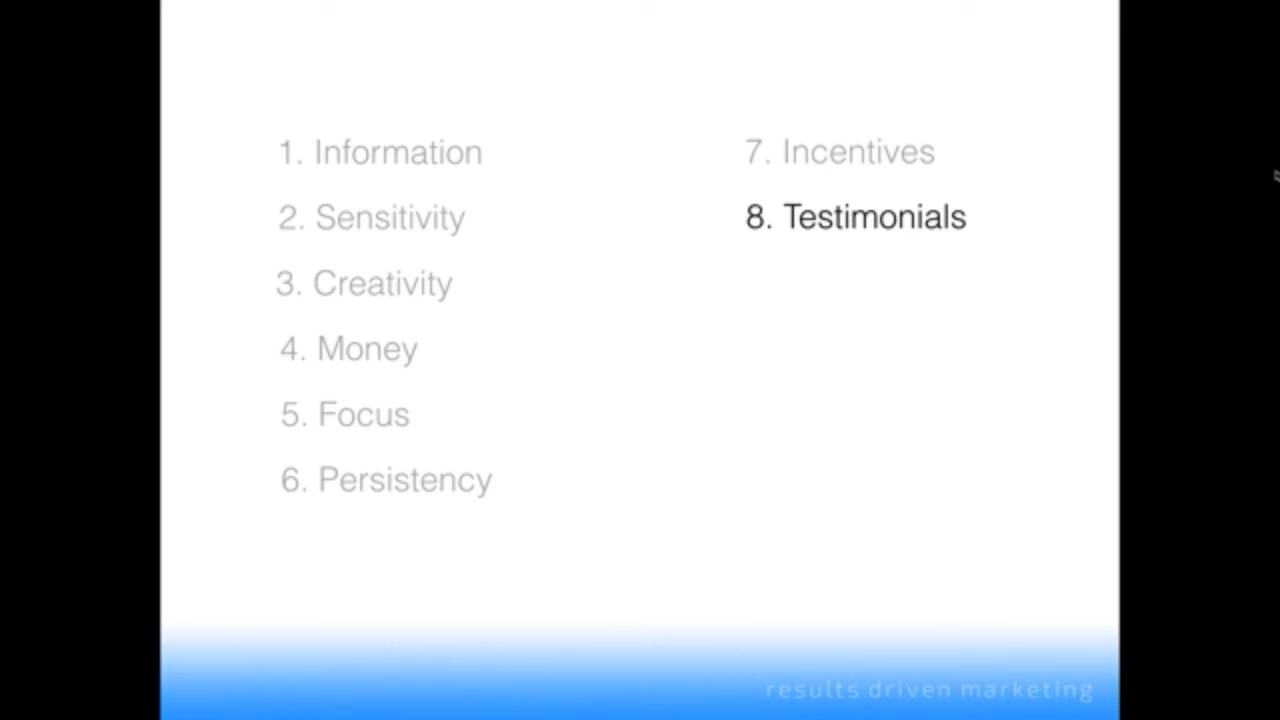 1. Information
2. Sensitivity
3. Creativity
4. Money
5. Focus
6. Persistency
7. Incentives
8. Testimonials
results driven marketing